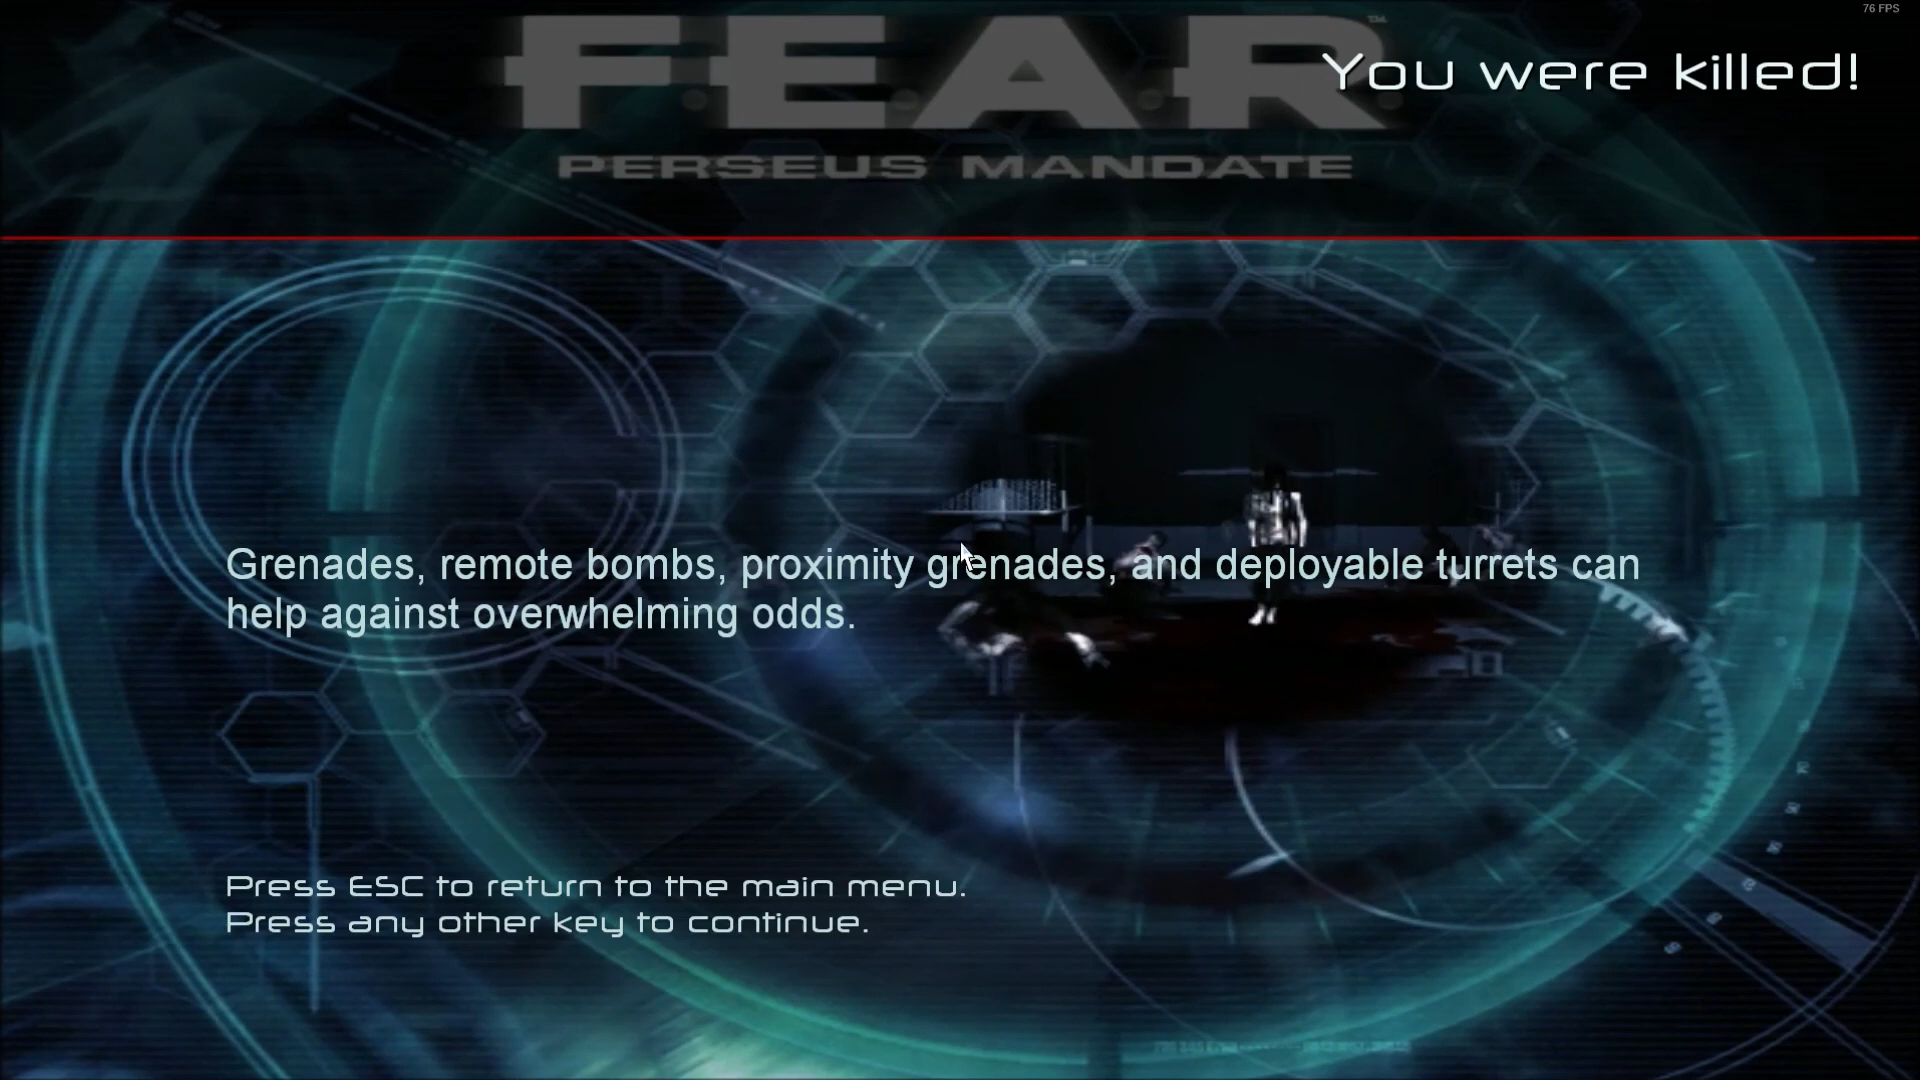 76 FPS
F.E.A.R.™
You were killed!
PERSEUS MANDATE
Grenades, remote bombs, proximity grenades, and deployable turrets can
help against overwhelming odds.
Press ESC to return to the main menu.
Press any other key to continue.